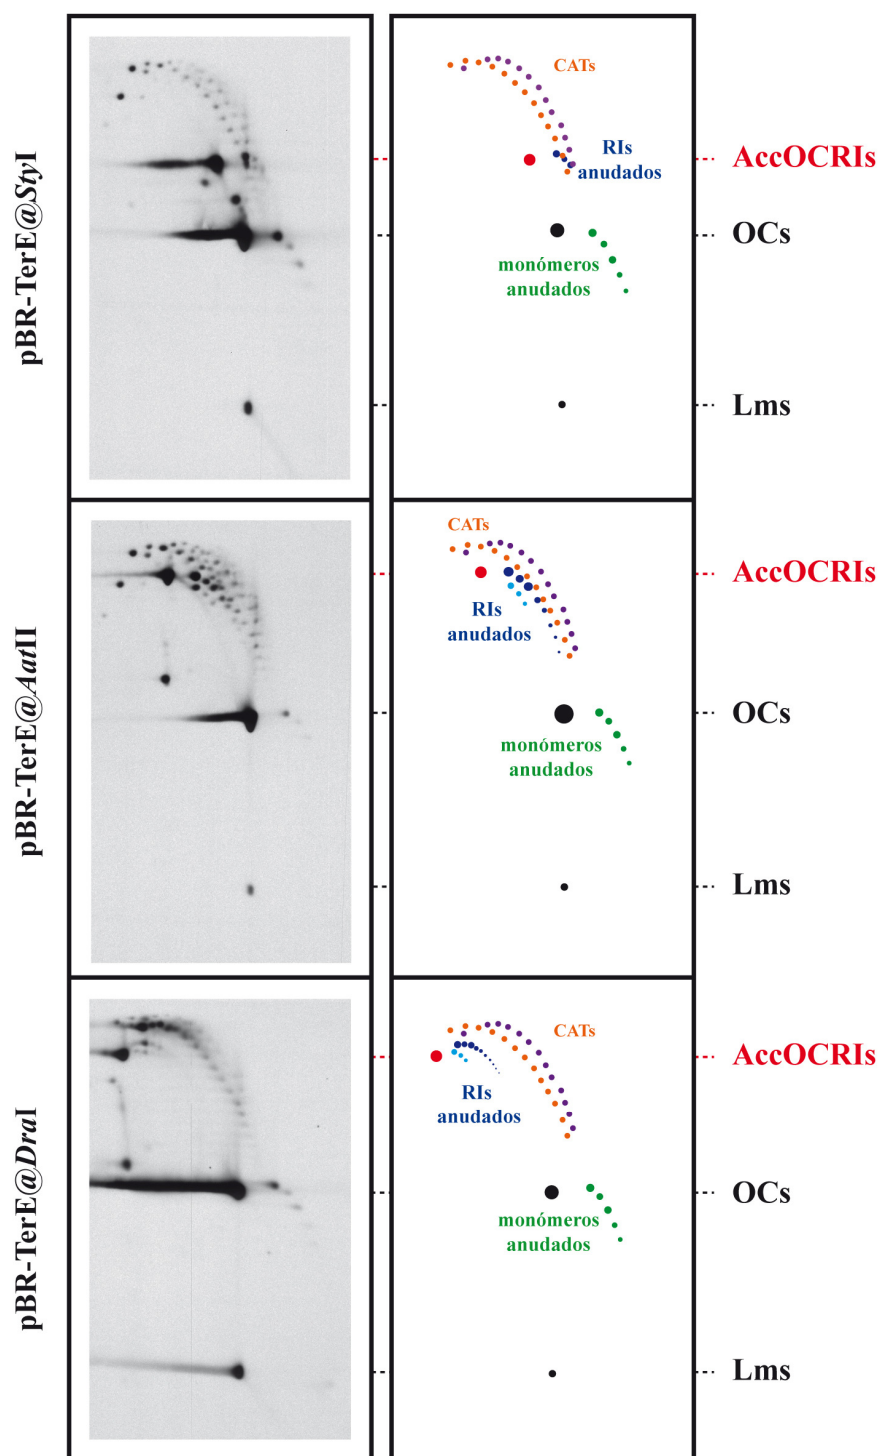 pBR-TerE@StyI
CATs
RIs
anudados
AccOCRIs
OCs
monómeros
anudados
Lms
pBR-TerE@AatII
CATs
AccOCRIs
RIs
anudados
OCs
monómeros
anudados
Lms
pBR-TerE@DraI
CATs
AccOCRIs
RIs
anudados
OCs
monómeros
anudados
Lms